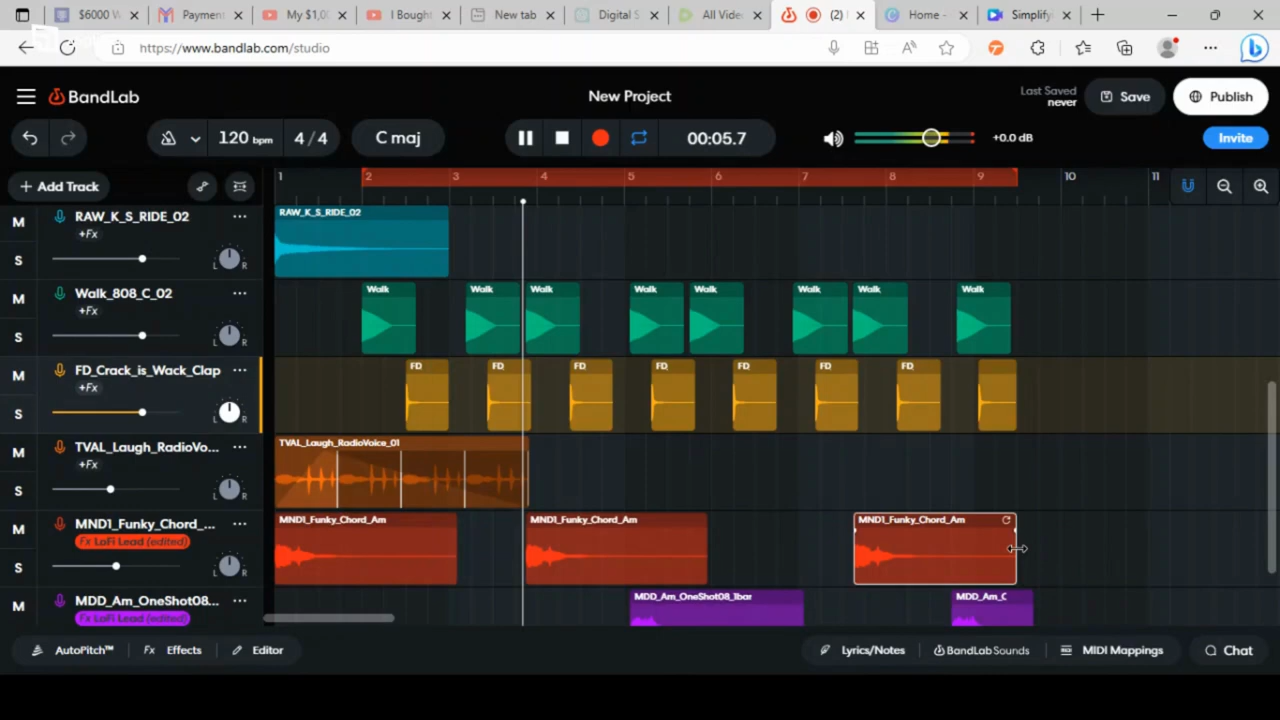 $6000 W
Payment
My $1,0
I Bought
New tab
Digital S
All Video
(2)
Home -
Simplify
https://www.bandlab.com/studio
BandLab
New Project
Last Saved
never
Save
Publish
120 bpm
4/4
C maj
00:05.7
+0.0 dB
Invite
+ Add Track
1 2 3 4 5 6 7 8 9 10 11
M RAW_K_S_RIDE_02
+Fx
S L R
RAW_K_S_RIDE_02
M Walk_808_C_02
+Fx
S L R
Walk Walk Walk Walk Walk Walk Walk Walk
M FD_Crack_is_Wack_Clap
+Fx
S L R
FD FD FD FD FD FD FD
M TVAL_Laugh_RadioVo...
+Fx
S L R
TVAL_Laugh_RadioVoice_01
M MND1_Funky_Chord_...
Fx LoFi Lead (edited)
S L R
MND1_Funky_Chord_Am MND1_Funky_Chord_Am MND1_Funky_Chord_Am
M MDD_Am_OneShot08...
Fx LoFi Lead (edited)
MDD_Am_OneShot08_1bar MDD_Am_C
AutoPitch™
Fx Effects
Editor
Lyrics/Notes
BandLab Sounds
MIDI Mappings
Chat